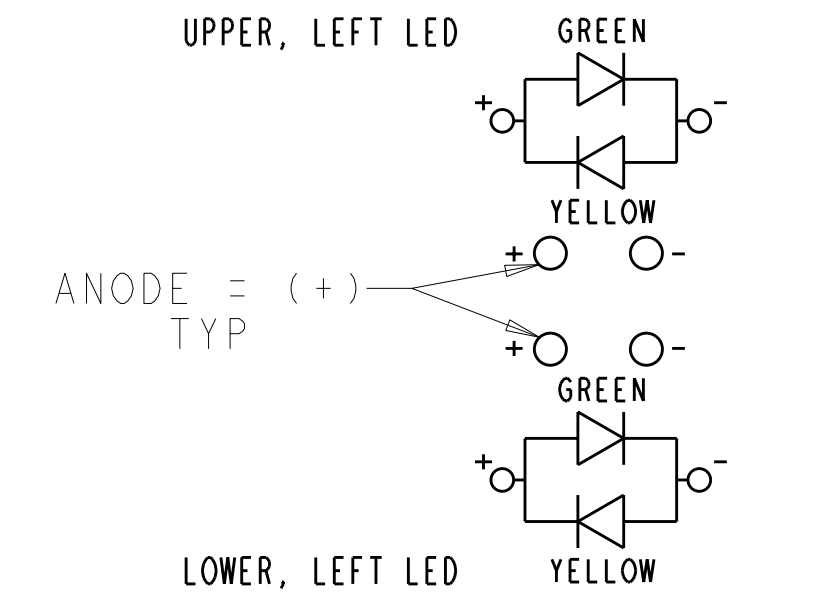 UPPER, LEFT LED
GREEN
+ -
YELLOW
+ -
ANODE = (+)
TYP
+ -
GREEN
+ -
YELLOW
LOWER, LEFT LED